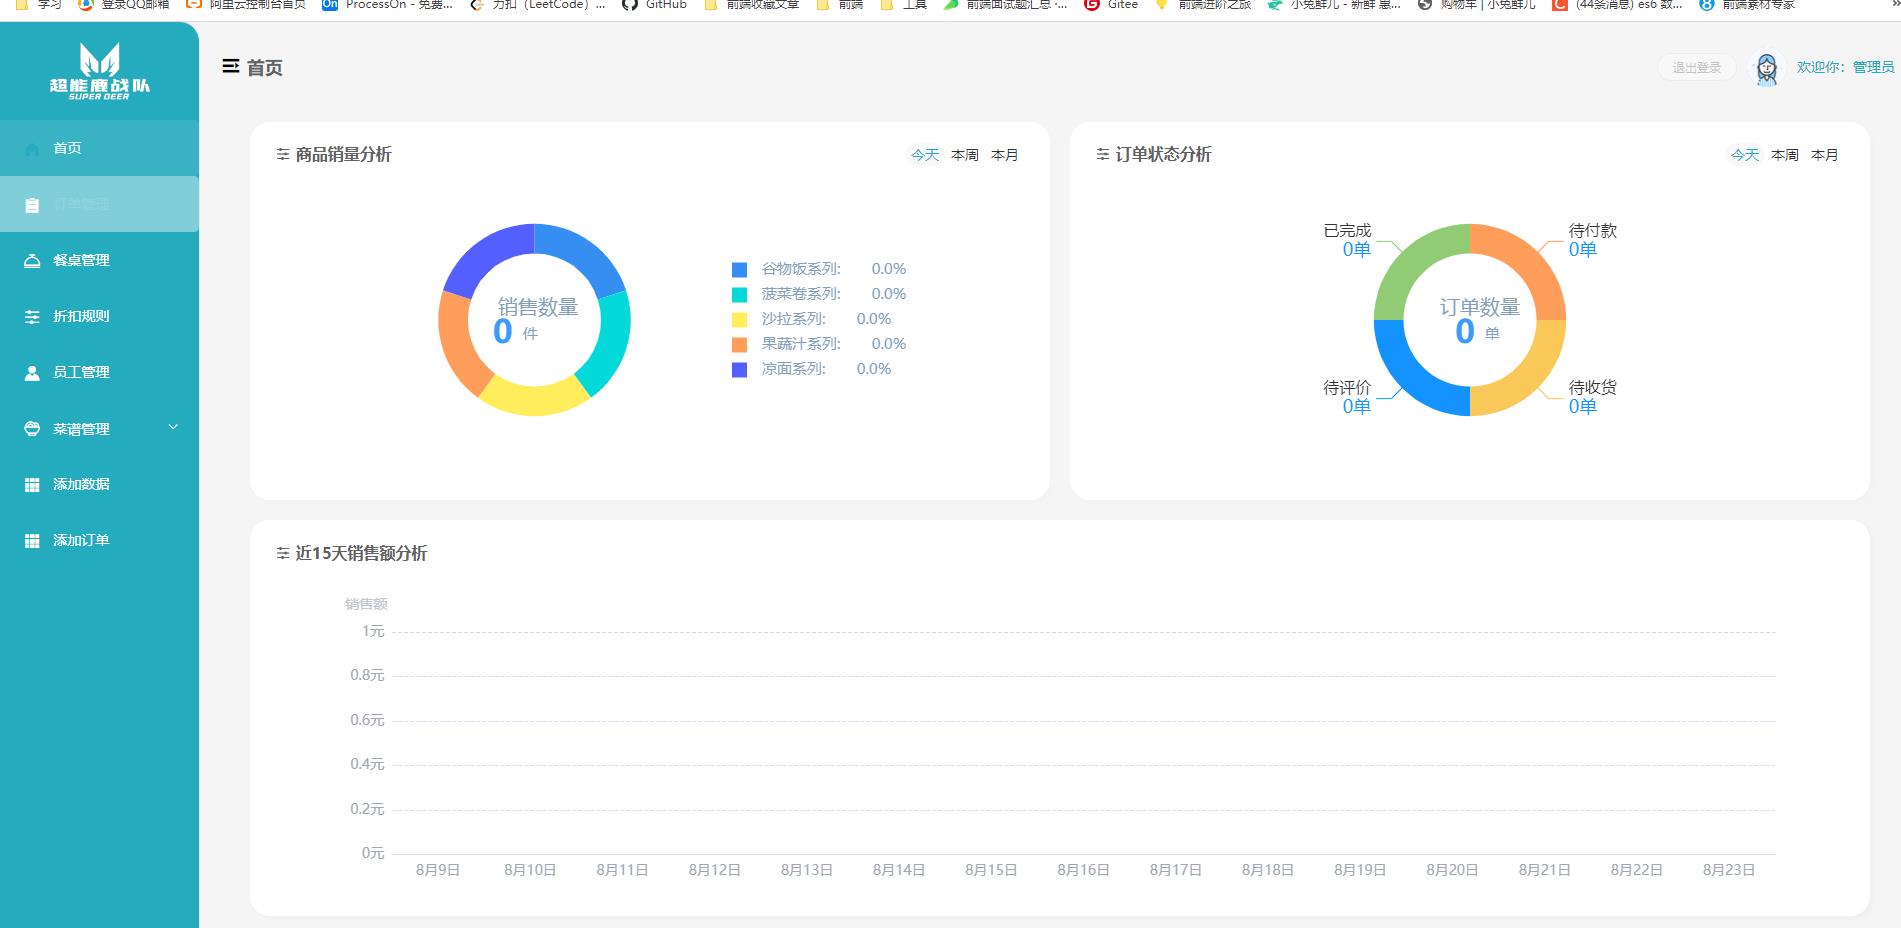 学习 登录QQ邮箱 阿里云控制台首页 ProcessOn - 免费... 力扣（LeetCode）... GitHub 前端收藏文章 前端 工具 前端面试题汇总 -... Gitee 前端进阶之旅 小兔鲜儿 - 新鲜 惠... 购物车 | 小兔鲜儿 (44条消息) es6 数... 前端素材专家
超能鹿战队
SUPER DEER
首页
退出登录
欢迎你：管理员
首页
订单管理
餐桌管理
折扣规则
员工管理
菜谱管理
添加数据
添加订单
商品销量分析
今天 本周 本月
销售数量
0 件
谷物饭系列: 0.0%
菠菜卷系列: 0.0%
沙拉系列: 0.0%
果蔬汁系列: 0.0%
凉面系列: 0.0%
订单状态分析
今天 本周 本月
已完成
0单
待付款
0单
订单数量
0 单
待评价
0单
待收货
0单
近15天销售额分析
销售额
1元
0.8元
0.6元
0.4元
0.2元
0元
8月9日 8月10日 8月11日 8月12日 8月13日 8月14日 8月15日 8月16日 8月17日 8月18日 8月19日 8月20日 8月21日 8月22日 8月23日